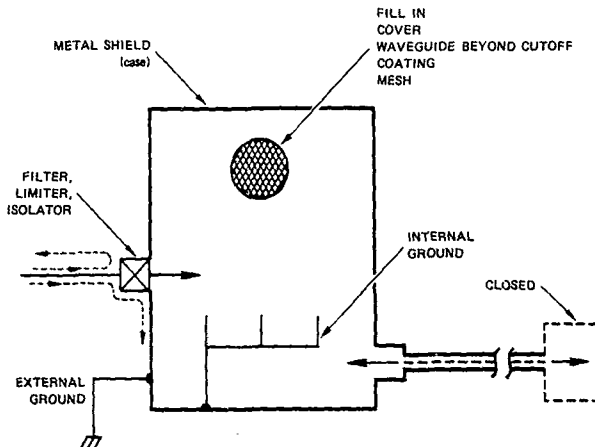 FILL IN
COVER
WAVEGUIDE BEYOND CUTOFF
COATING
MESH
METAL SHIELD
(case)
FILTER,
LIMITER,
ISOLATOR
INTERNAL
GROUND
CLOSED
EXTERNAL
GROUND